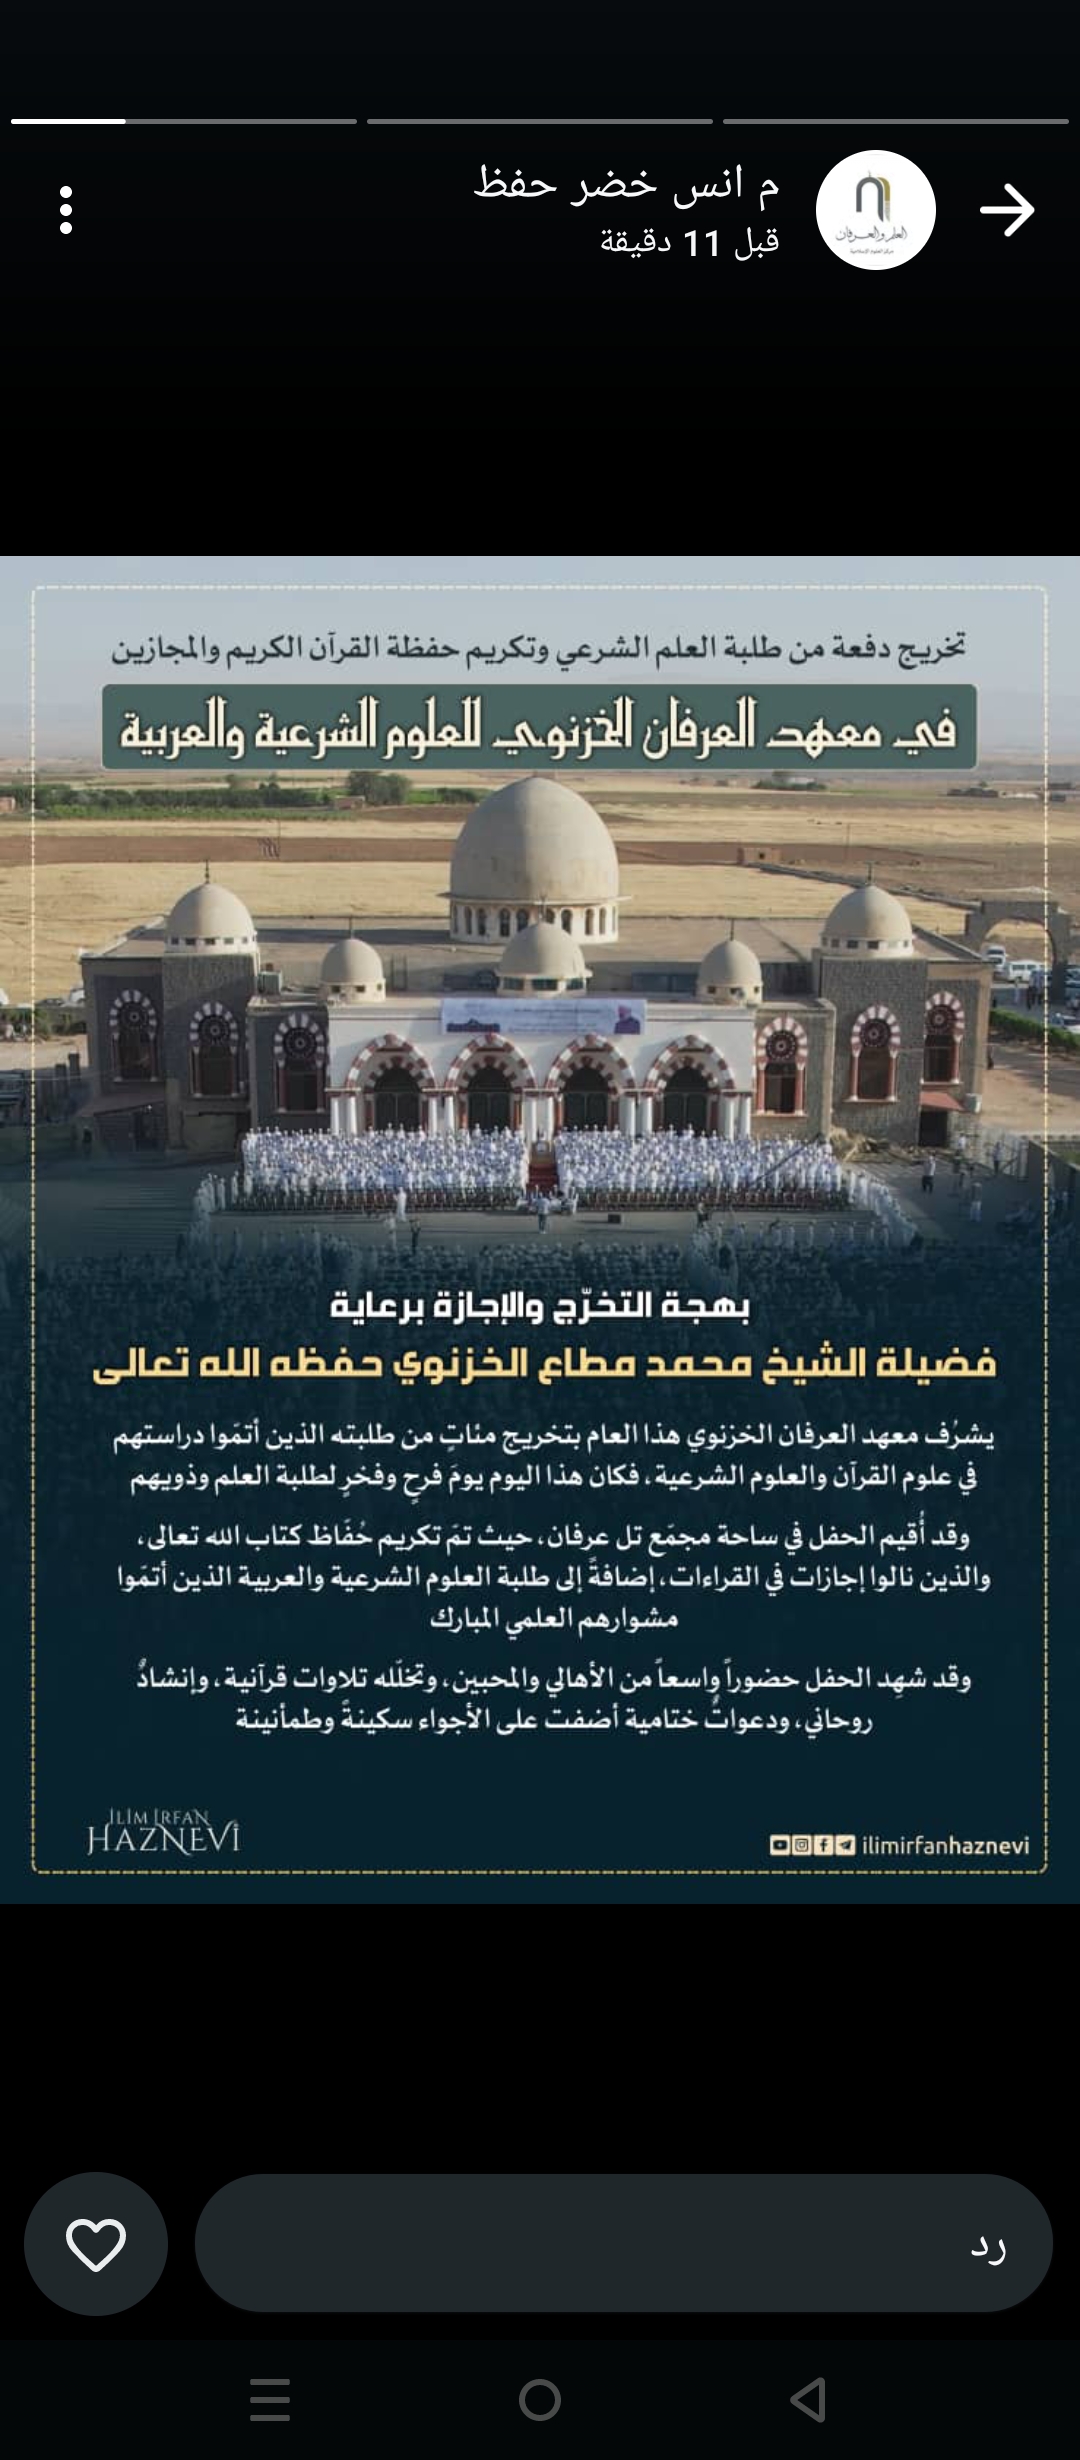 م انس خضر حفظ
قبل 11 دقيقة
العلم والعرفان
تخريج دفعة من طلبة العلم الشرعي وتكريم حفظة القرآن الكريم والمجازين
في معهد العرفان الخزنوي للعلوم الشرعية والعربية
بهجة التخرّج والإجازة برعاية
فضيلة الشيخ محمد مطاع الخزنوي حفظه الله تعالى
يشرُف معهد العرفان الخزنوي هذا العام بتخريج مئاتٍ من طلبته الذين أتمّوا دراستهم
في علوم القرآن والعلوم الشرعية، فكان هذا اليوم يومَ فرحٍ وفخرٍ لطلبة العلم وذويهم
وقد أُقيم الحفل في ساحة مجمّع تل عرفان، حيث تمّ تكريم حُفّاظ كتاب الله تعالى،
والذين نالوا إجازات في القراءات، إضافةً إلى طلبة العلوم الشرعية والعربية الذين أتمّوا
مشوارهم العلمي المبارك
وقد شهِد الحفل حضوراً واسعاً من الأهالي والمحبين، وتخلّله تلاوات قرآنية، وإنشادٌ
روحاني، ودعواتٌ ختامية أضفت على الأجواء سكينةً وطمأنينة
İLİM İRFAN
HAZNEVİ
ilimirfanhaznevi
رد